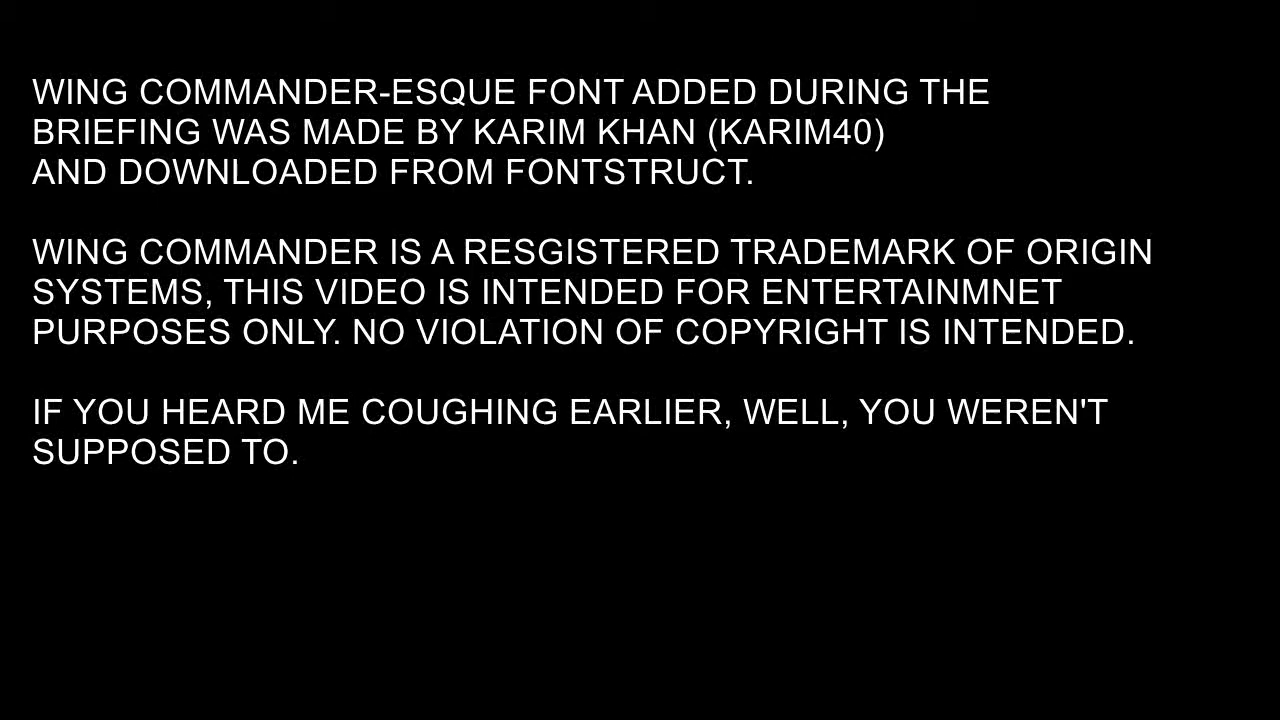 WING COMMANDER-ESQUE FONT ADDED DURING THE
BRIEFING WAS MADE BY KARIM KHAN (KARIM40)
AND DOWNLOADED FROM FONTSTRUCT.
WING COMMANDER IS A RESGISTERED TRADEMARK OF ORIGIN
SYSTEMS, THIS VIDEO IS INTENDED FOR ENTERTAINMNET
PURPOSES ONLY. NO VIOLATION OF COPYRIGHT IS INTENDED.
IF YOU HEARD ME COUGHING EARLIER, WELL, YOU WEREN'T
SUPPOSED TO.